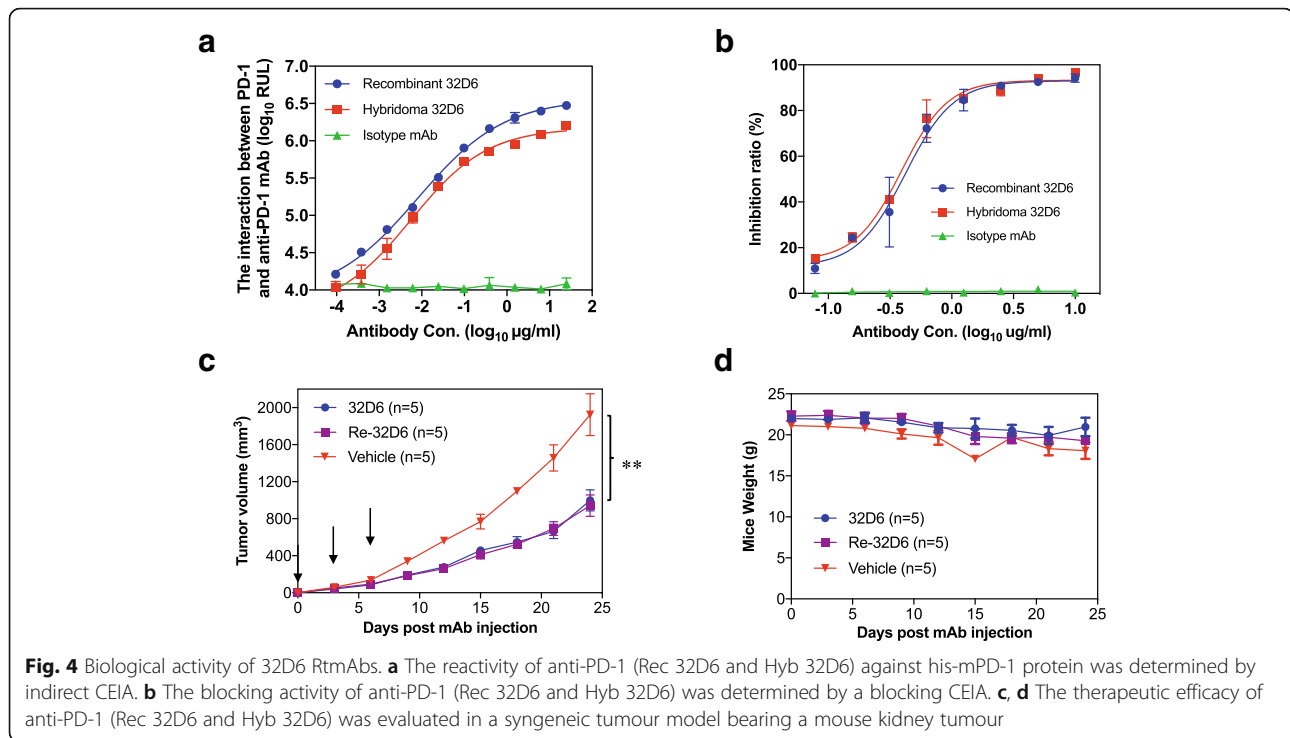 a
The interaction between PD-1
and anti-PD-1 mAb (log10 RUL)
7.0
6.5
6.0
5.5
5.0
4.5
4.0
Recombinant 32D6
Hybridoma 32D6
Isotype mAb
-4 -3 -2 -1 0 1 2
Antibody Con. (log10 µg/ml)
b
Inhibition ratio (%)
100
80
60
40
20
0
Recombinant 32D6
Hybridoma 32D6
Isotype mAb
-1.0 -0.5 0.0 0.5 1.0
Antibody Con. (log10 ug/ml)
c
Tumor volume (mm3)
2000
1600
1200
800
400
0
32D6 (n=5)
Re-32D6 (n=5)
Vehicle (n=5)
**
0 5 10 15 20 25
Days post mAb injection
d
Mice Weight (g)
25
20
15
10
5
0
32D6 (n=5)
Re-32D6 (n=5)
Vehicle (n=5)
0 5 10 15 20 25
Days post mAb injection
Fig. 4 Biological activity of 32D6 RtmAbs. a The reactivity of anti-PD-1 (Rec 32D6 and Hyb 32D6) against his-mPD-1 protein was determined by
indirect CEIA. b The blocking activity of anti-PD-1 (Rec 32D6 and Hyb 32D6) was determined by a blocking CEIA. c, d The therapeutic efficacy of
anti-PD-1 (Rec 32D6 and Hyb 32D6) was evaluated in a syngeneic tumour model bearing a mouse kidney tumour